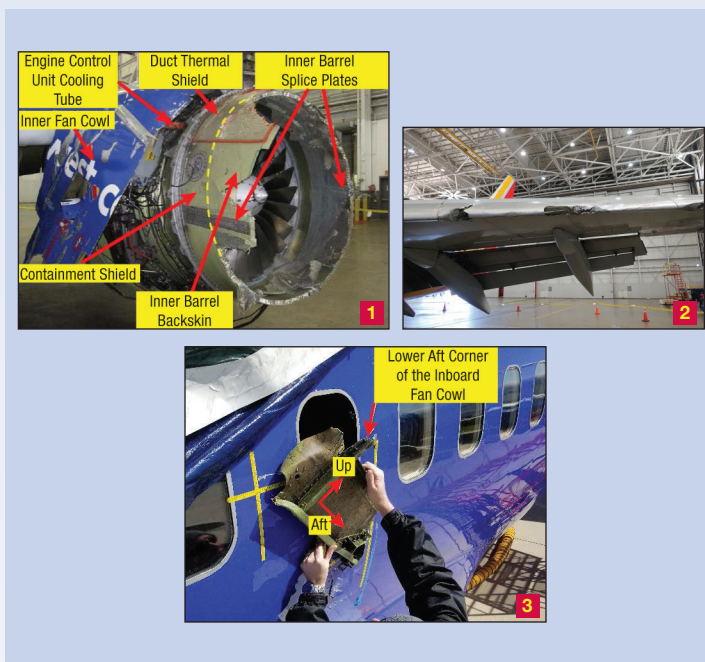 Engine Control
Unit Cooling
Tube
Duct Thermal
Shield
Inner Barrel
Splice Plates
Inner Fan Cowl
Containment Shield
Inner Barrel
Backskin
1
2
Lower Aft Corner
of the Inboard
Fan Cowl
Up
Aft
3